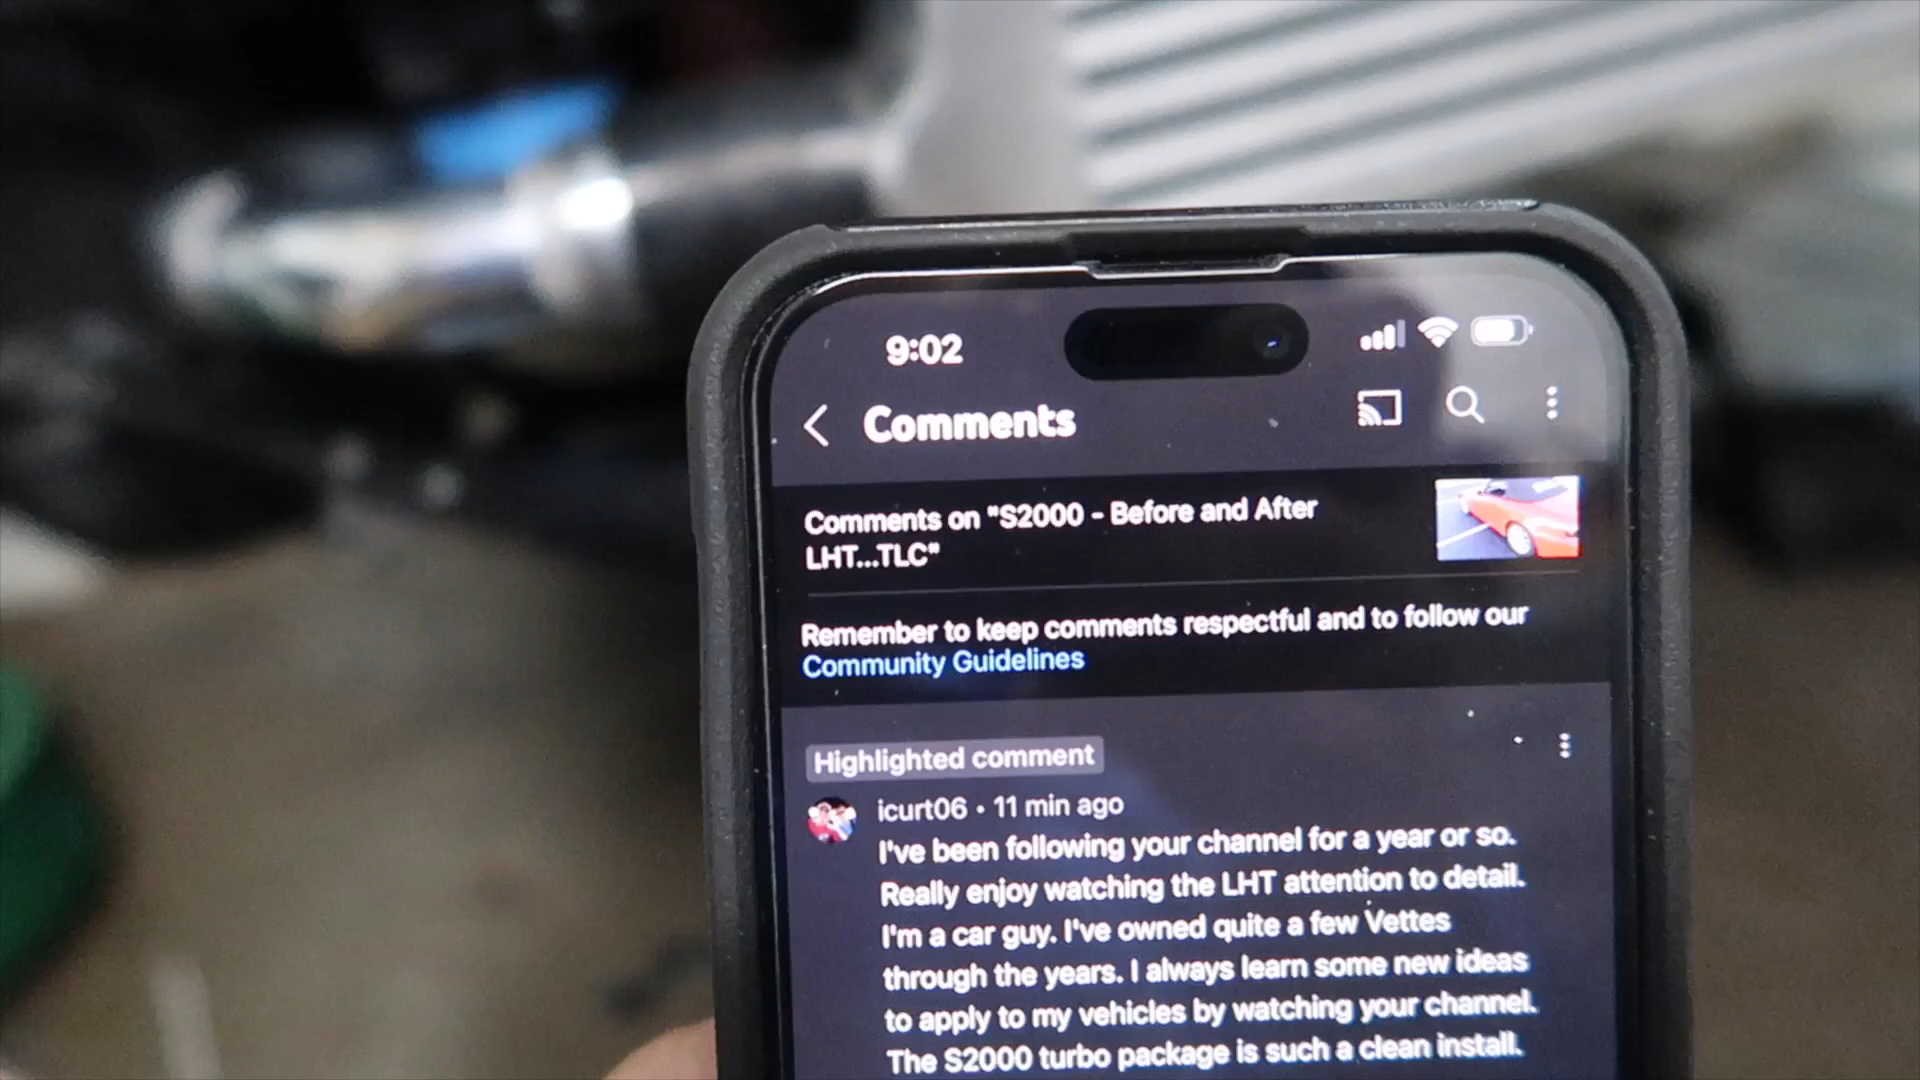 9:02
Comments
Comments on "S2000 - Before and After
LHT...TLC"
Remember to keep comments respectful and to follow our
Community Guidelines
Highlighted comment
icurt06 • 11 min ago
I've been following your channel for a year or so.
Really enjoy watching the LHT attention to detail.
I'm a car guy. I've owned quite a few Vettes
through the years. I always learn some new ideas
to apply to my vehicles by watching your channel.
The S2000 turbo package is such a clean install.